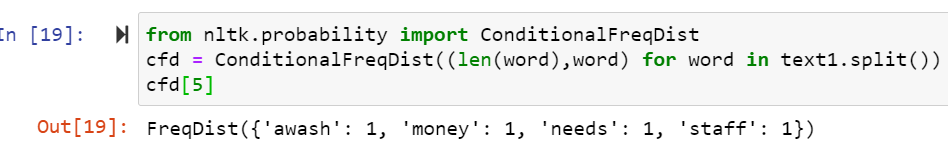 In [19]: from nltk.probability import ConditionalFreqDist
cfd = ConditionalFreqDist((len(word),word) for word in text1.split())
cfd[5]
Out[19]: FreqDist({'awash': 1, 'money': 1, 'needs': 1, 'staff': 1})